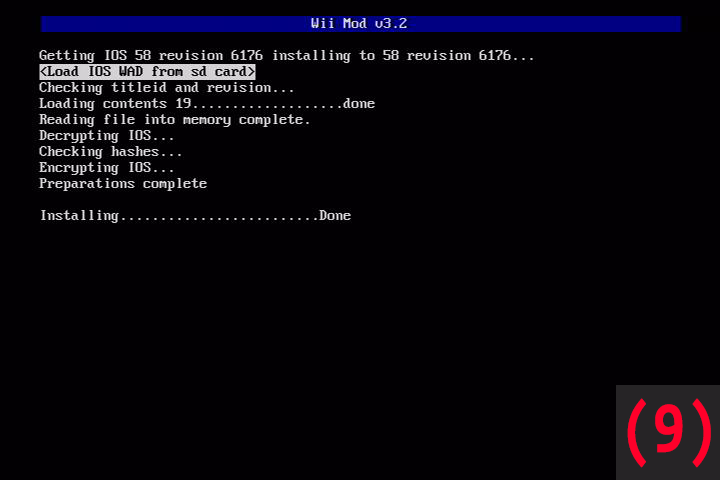 Wii Mod v3.2
Getting IOS 58 revision 6176 installing to 58 revision 6176...
<Load IOS WAD from sd card>
Checking titleid and revision...
Loading contents 19...................done
Reading file into memory complete.
Decrypting IOS...
Checking hashes...
Encrypting IOS...
Preparations complete
Installing.........................Done
(9)